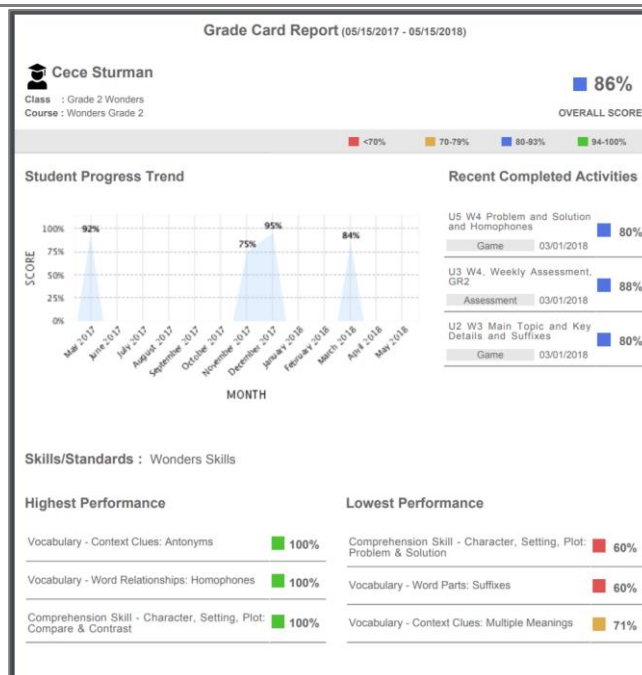 Grade Card Report (05/15/2017 - 05/15/2018)
Cece Sturman
Class : Grade 2 Wonders
Course : Wonders Grade 2
86%
OVERALL SCORE
<70% 70-79% 80-93% 94-100%
Student Progress Trend
SCORE
100%
75%
50%
25%
0%
92%
75%
95%
84%
May 2017
June 2017
July 2017
August 2017
September 2017
October 2017
November 2017
December 2017
January 2018
February 2018
March 2018
April 2018
May 2018
MONTH
Recent Completed Activities
U5 W4 Problem and Solution
and Homophones
80%
Game 03/01/2018
U3 W4, Weekly Assessment,
GR2
88%
Assessment 03/01/2018
U2 W3 Main Topic and Key
Details and Suffixes
80%
Game 03/01/2018
Skills/Standards : Wonders Skills
Highest Performance
Vocabulary - Context Clues: Antonyms 100%
Vocabulary - Word Relationships: Homophones 100%
Comprehension Skill - Character, Setting, Plot:
Compare & Contrast
100%
Lowest Performance
Comprehension Skill - Character, Setting, Plot:
Problem & Solution
60%
Vocabulary - Word Parts: Suffixes 60%
Vocabulary - Context Clues: Multiple Meanings 71%